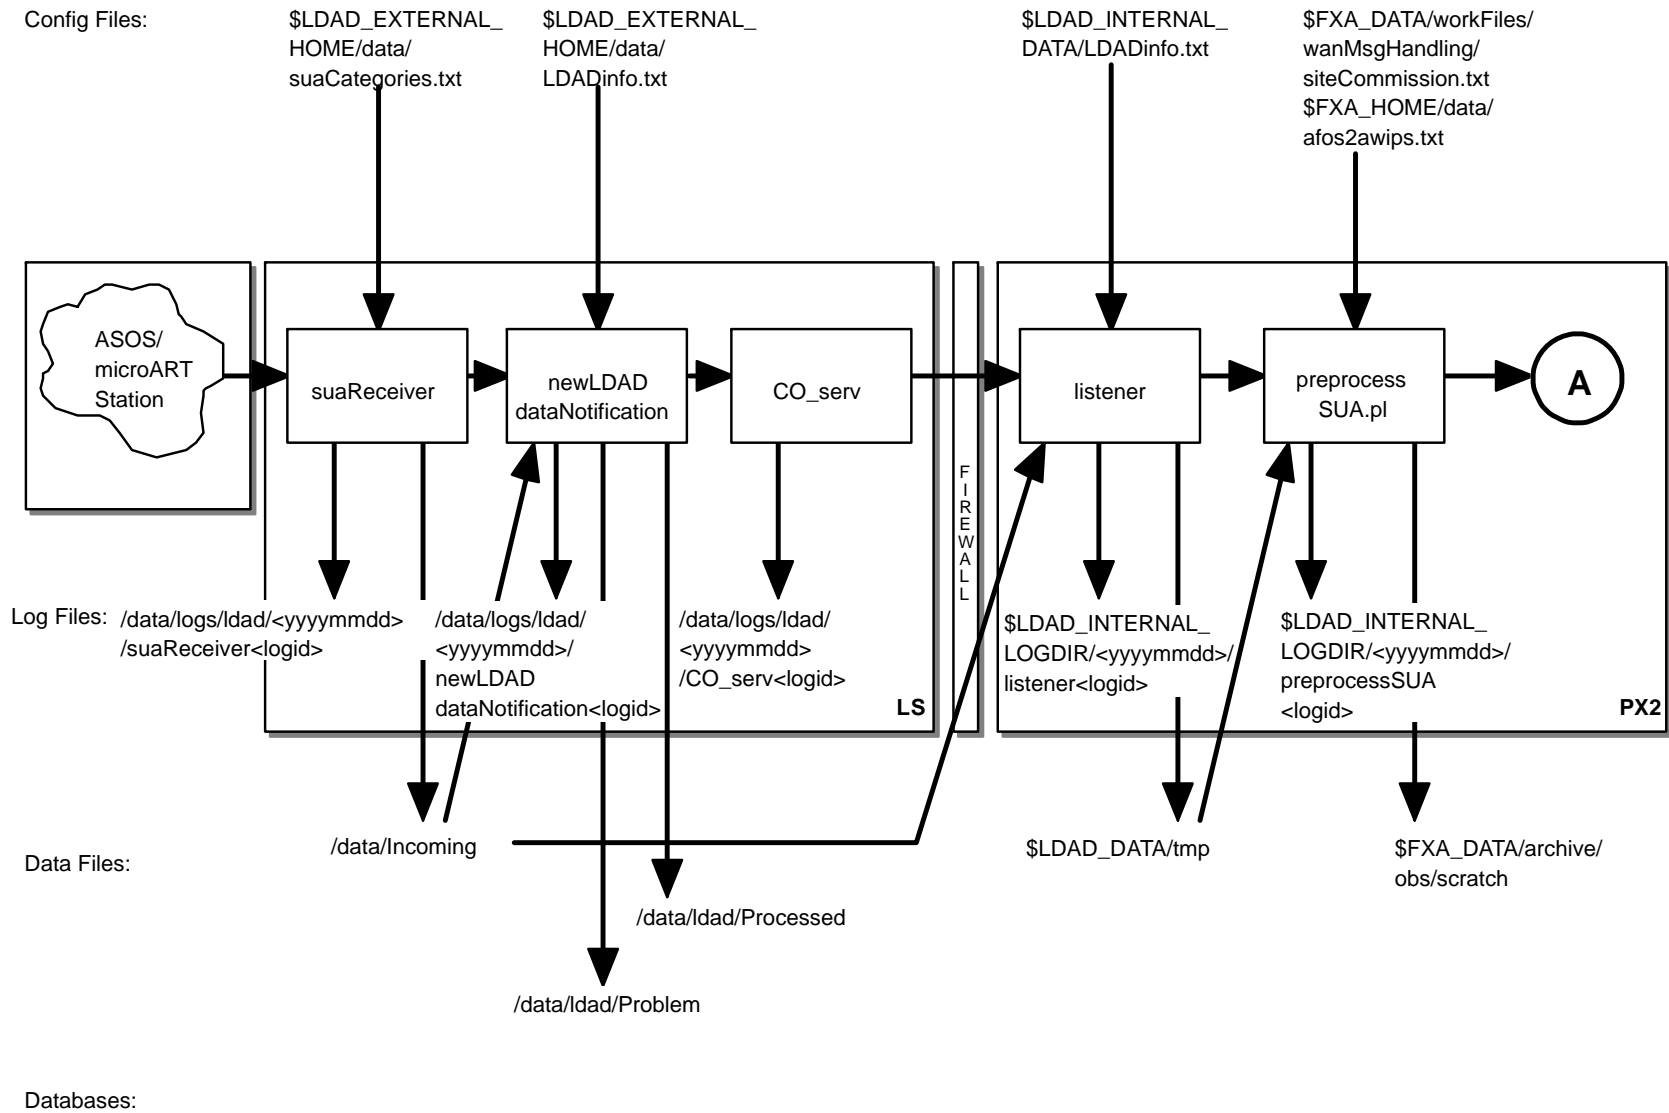 Config Files:
$LDAD_EXTERNAL_
HOME/data/
suaCategories.txt
$LDAD_EXTERNAL_
HOME/data/
LDADinfo.txt
$LDAD_INTERNAL_
DATA/LDADinfo.txt
$FXA_DATA/workFiles/
wanMsgHandling/
siteCommission.txt
$FXA_HOME/data/
afos2awips.txt
ASOS/
microART
Station
suaReceiver
newLDAD
dataNotification
CO_serv
FIREWALL
listener
preprocess
SUA.pl
A
Log Files:
/data/logs/ldad/<yyyymmdd>
/suaReceiver<logid>
/data/logs/ldad/
<yyyymmdd>/
newLDAD
dataNotification<logid>
/data/logs/ldad/
<yyyymmdd>
/CO_serv<logid>
LS
$LDAD_INTERNAL_
LOGDIR/<yyyymmdd>/
listener<logid>
$LDAD_INTERNAL_
LOGDIR/<yyyymmdd>/
preprocessSUA
<logid>
PX2
Data Files:
/data/Incoming
/data/ldad/Processed
/data/ldad/Problem
$LDAD_DATA/tmp
$FXA_DATA/archive/
obs/scratch
Databases: